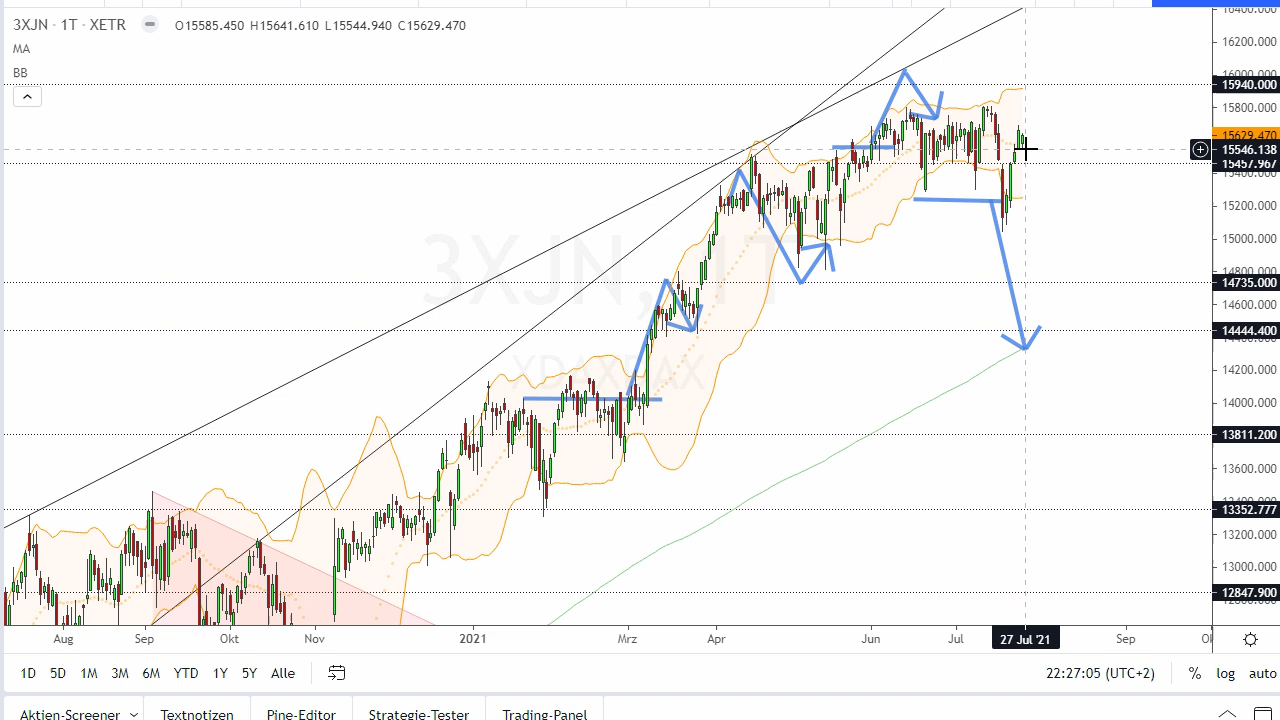 3XJN · 1T · XETR O15585.450 H15641.610 L15544.940 C15629.470
MA
BB
3XJN, 1T
XDAXDAX
16400.000
16200.000
16000.000
15940.000
15800.000
15629.470
15546.138
15457.967
15400.000
15200.000
15000.000
14800.000
14735.000
14600.000
14444.400
14200.000
14000.000
13811.200
13600.000
13352.777
13200.000
13000.000
12847.900
Aug Sep Okt Nov 2021 Mrz Apr Jun Jul 27 Jul '21 Sep
1D 5D 1M 3M 6M YTD 1Y 5Y Alle 22:27:05 (UTC+2) % log auto
Aktien-Screener Textnotizen Pine-Editor Strategie-Tester Trading-Panel